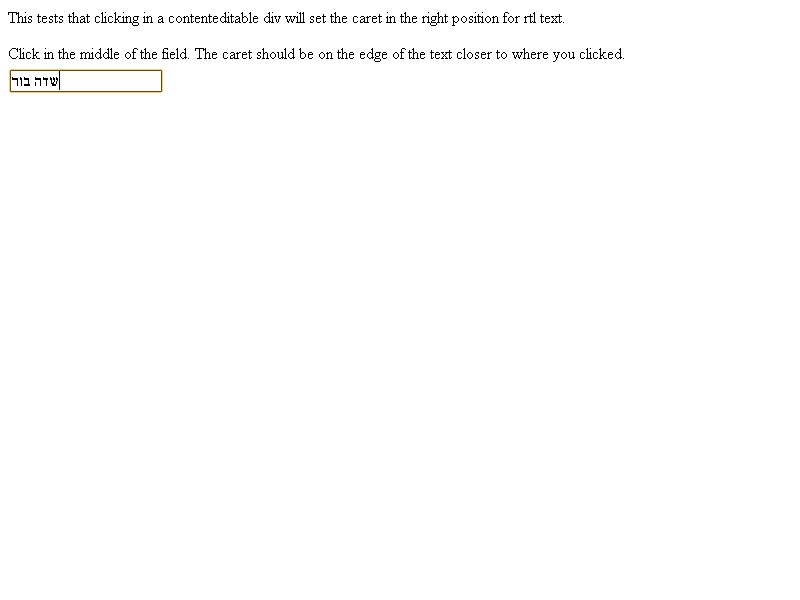 This tests that clicking in a contenteditable div will set the caret in the right position for rtl text.
Click in the middle of the field. The caret should be on the edge of the text closer to where you clicked.
שדה בור